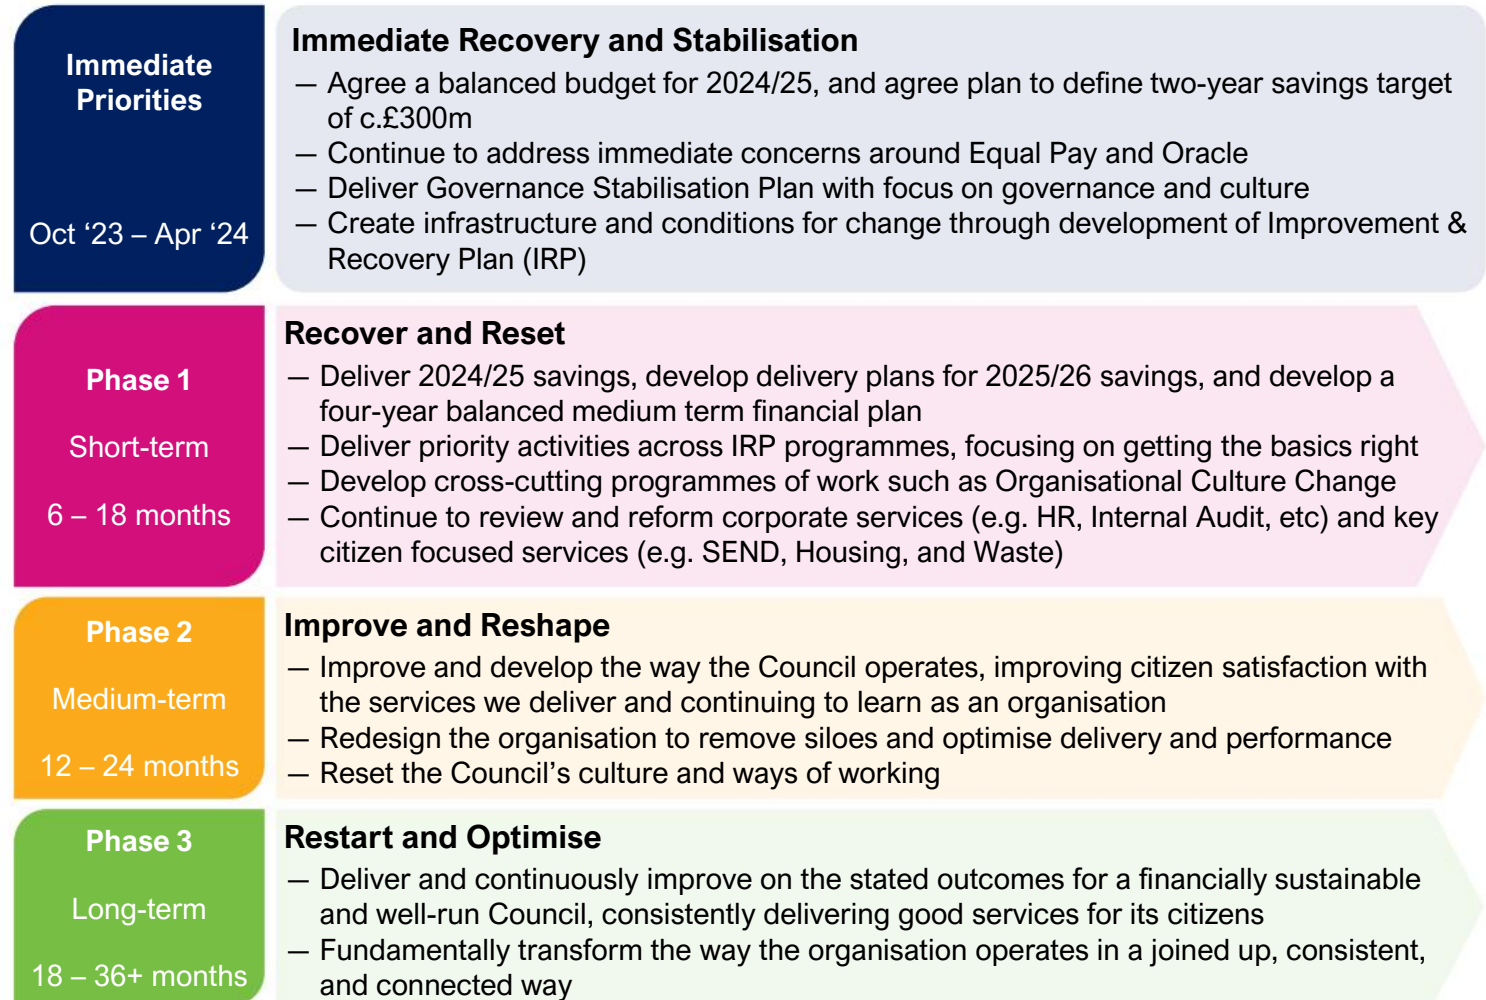 Immediate
Priorities
Oct ‘23 – Apr ‘24
Immediate Recovery and Stabilisation
— Agree a balanced budget for 2024/25, and agree plan to define two-year savings target
of c.£300m
— Continue to address immediate concerns around Equal Pay and Oracle
— Deliver Governance Stabilisation Plan with focus on governance and culture
— Create infrastructure and conditions for change through development of Improvement &
Recovery Plan (IRP)
Phase 1
Short-term
6 – 18 months
Recover and Reset
— Deliver 2024/25 savings, develop delivery plans for 2025/26 savings, and develop a
four-year balanced medium term financial plan
— Deliver priority activities across IRP programmes, focusing on getting the basics right
— Develop cross-cutting programmes of work such as Organisational Culture Change
— Continue to review and reform corporate services (e.g. HR, Internal Audit, etc) and key
citizen focused services (e.g. SEND, Housing, and Waste)
Phase 2
Medium-term
12 – 24 months
Improve and Reshape
— Improve and develop the way the Council operates, improving citizen satisfaction with
the services we deliver and continuing to learn as an organisation
— Redesign the organisation to remove siloes and optimise delivery and performance
— Reset the Council’s culture and ways of working
Phase 3
Long-term
18 – 36+ months
Restart and Optimise
— Deliver and continuously improve on the stated outcomes for a financially sustainable
and well-run Council, consistently delivering good services for its citizens
— Fundamentally transform the way the organisation operates in a joined up, consistent,
and connected way